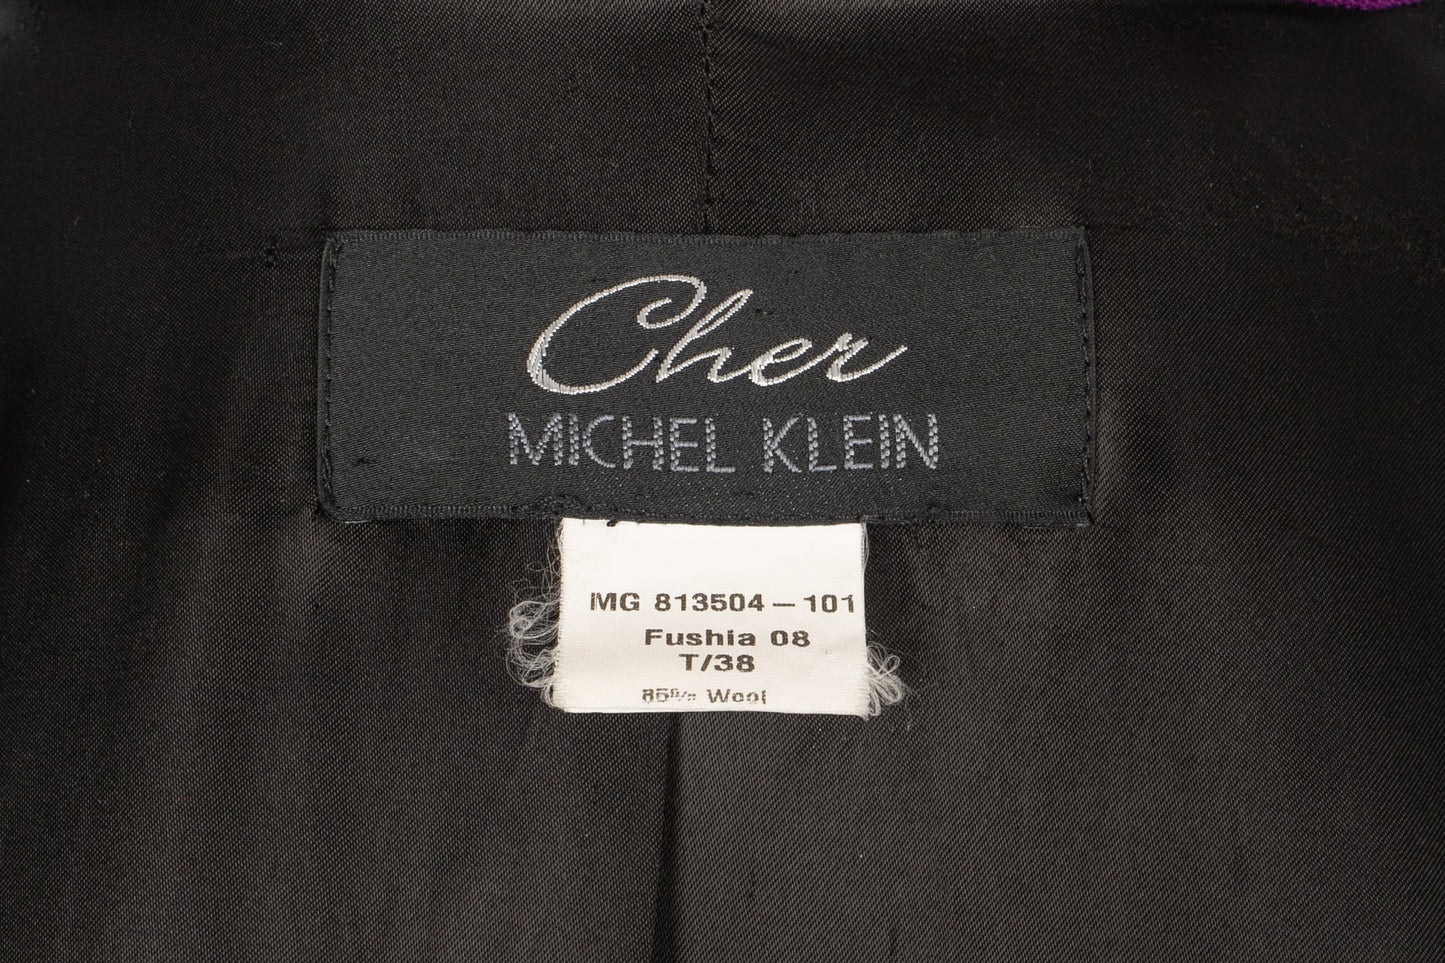 Cher
MICHEL KLEIN
MG 813504-101
Fushia 08
T/38
85% Wool